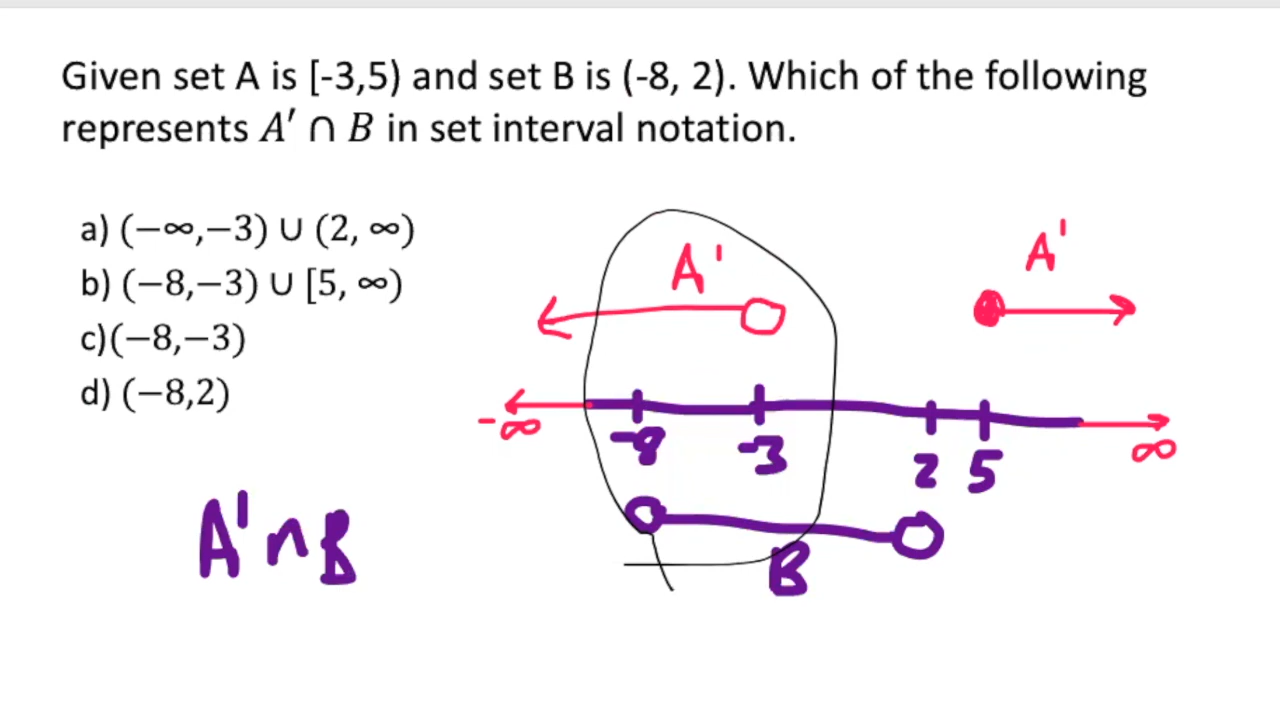 Given set A is [-3,5) and set B is (-8, 2). Which of the following
represents A′ ∩ B in set interval notation.
a) (−∞,−3) ∪ (2, ∞)
b) (−8,−3) ∪ [5, ∞)
c)(−8,−3)
d) (−8,2)
A' A'
-∞ -8 -3 2 5 ∞
A'∩B
B